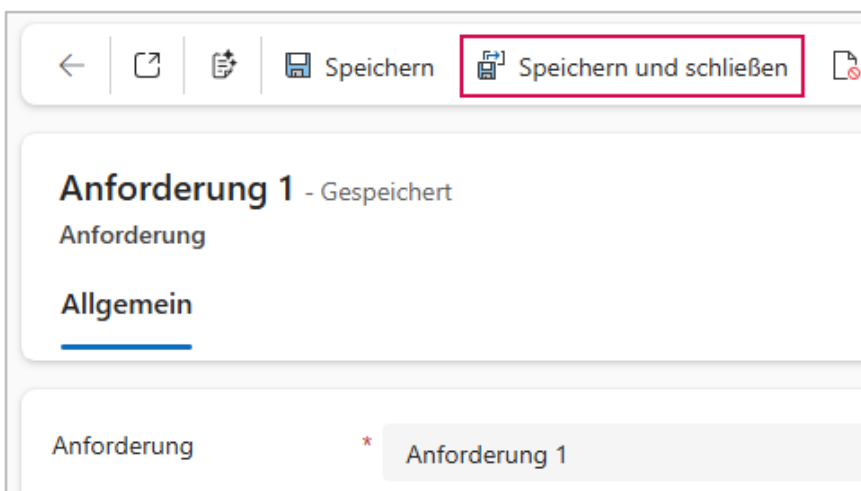 Speichern Speichern und schließen
Anforderung 1 - Gespeichert
Anforderung
Allgemein
Anforderung * Anforderung 1